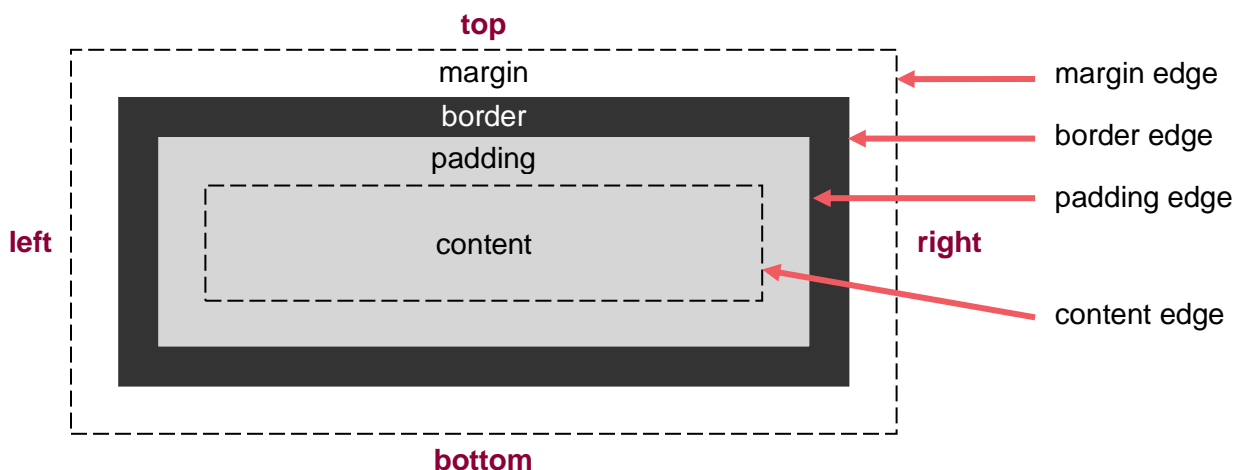 top
margin
margin edge
border
border edge
padding
padding edge
left
content
right
content edge
bottom